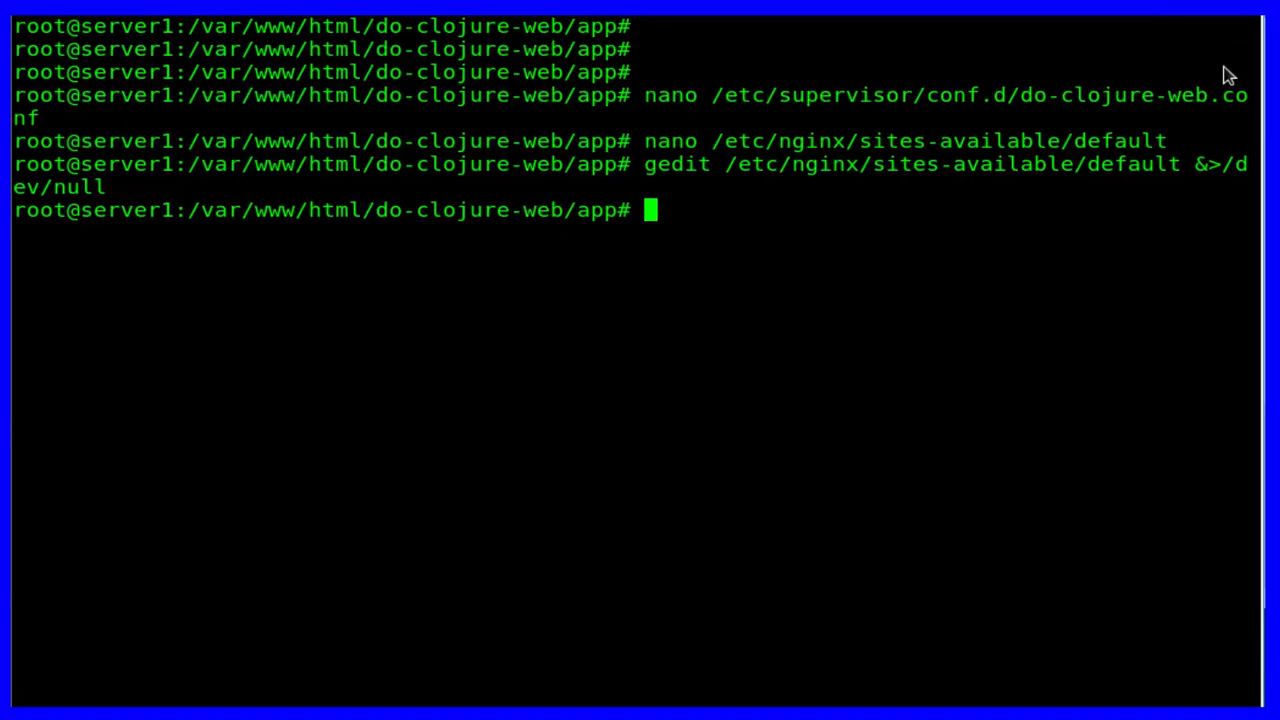 root@server1:/var/www/html/do-clojure-web/app#
root@server1:/var/www/html/do-clojure-web/app#
root@server1:/var/www/html/do-clojure-web/app#
root@server1:/var/www/html/do-clojure-web/app# nano /etc/supervisor/conf.d/do-clojure-web.co
nf
root@server1:/var/www/html/do-clojure-web/app# nano /etc/nginx/sites-available/default
root@server1:/var/www/html/do-clojure-web/app# gedit /etc/nginx/sites-available/default &>/d
ev/null
root@server1:/var/www/html/do-clojure-web/app#